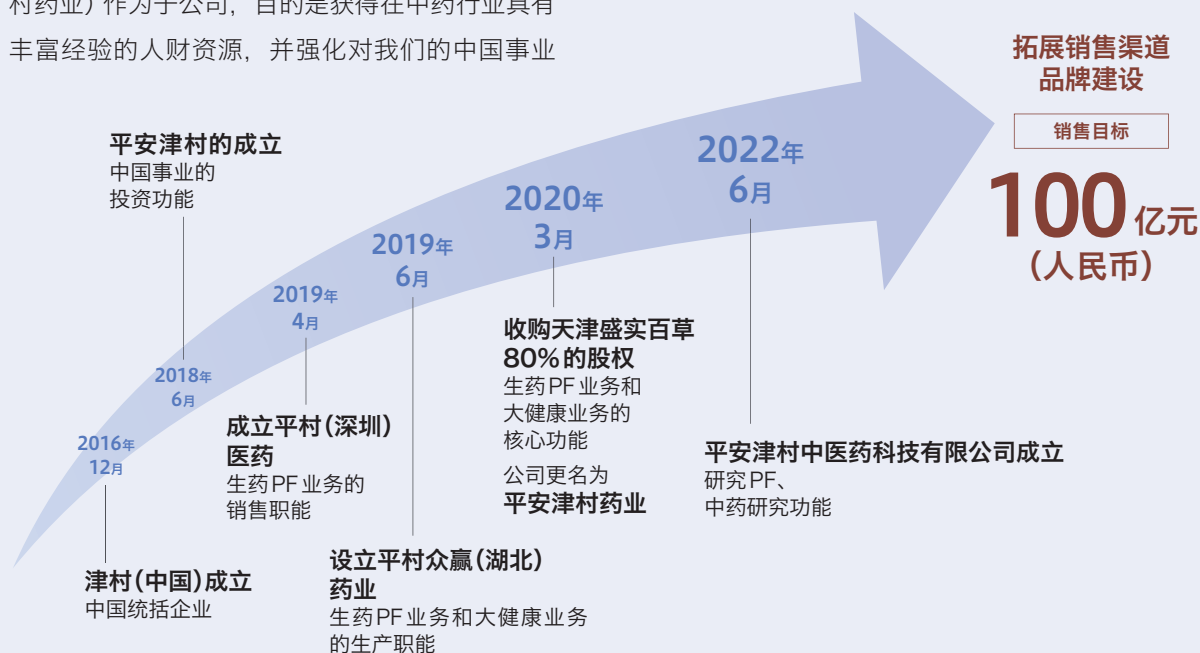 村药业）作为子公司，目的是获得在中药行业具有
丰富经验的人财资源，并强化对我们的中国事业
拓展销售渠道
品牌建设
销售目标
100亿元
（人民币）
2016年
12月
津村（中国）成立
中国统括企业
平安津村的成立
中国事业的
投资功能
2018年
6月
2019年
4月
成立平村（深圳）
医药
生药PF业务的
销售职能
2019年
6月
设立平村众赢（湖北）
药业
生药PF业务和大健康业务
的生产职能
2020年
3月
收购天津盛实百草
80%的股权
生药PF业务和
大健康业务的
核心功能
公司更名为
平安津村药业
2022年
6月
平安津村中医药科技有限公司成立
研究PF、
中药研究功能